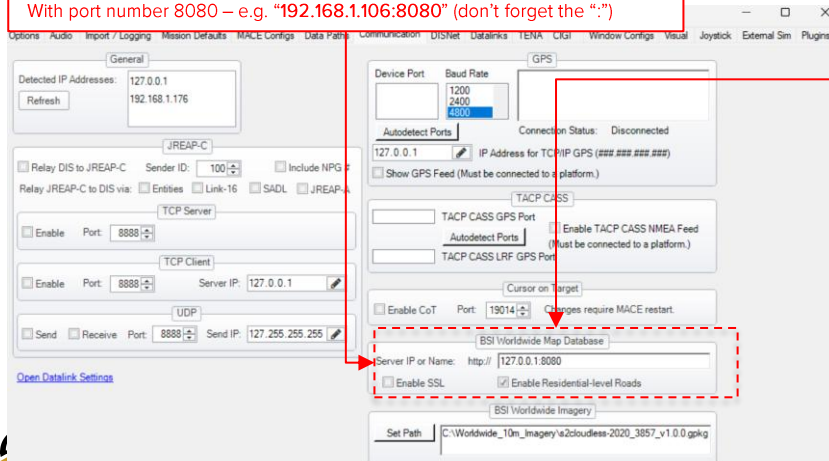 With port number 8080 – e.g. “192.168.1.106:8080” (don’t forget the “:”)
Options Audio Import / Logging Mission Defaults MACE Configs Data Paths Communication DISNet Datalinks TENA CIGI Window Configs Visual Joystick External Sim Plugins
General
Detected IP Addresses: 127.0.0.1
Refresh 192.168.1.176
JREAP-C
Relay DIS to JREAP-C Sender ID: 100 Include NPG #
Relay JREAP-C to DIS via: Entities Link-16 SADL JREAP-A
TCP Server
Enable Port: 8888
TCP Client
Enable Port: 8888 Server IP: 127.0.0.1
UDP
Send Receive Port: 8888 Send IP: 127.255.255.255
Open Datalink Settings
GPS
Device Port Baud Rate
1200
2400
4800
Autodetect Ports Connection Status: Disconnected
127.0.0.1 IP Address for TCP/IP GPS (###.###.###.###)
Show GPS Feed (Must be connected to a platform.)
TACP CASS
TACP CASS GPS Port
Autodetect Ports Enable TACP CASS NMEA Feed
(Must be connected to a platform.)
TACP CASS LRF GPS Port
Cursor on Target
Enable CoT Port: 19014 Changes require MACE restart.
BSI Worldwide Map Database
Server IP or Name: http:// 127.0.0.1:8080
Enable SSL Enable Residential-level Roads
BSI Worldwide Imagery
Set Path C:\Worldwide_10m_Imagery\s2cloudless-2020_3857_v1.0.0.gpkg